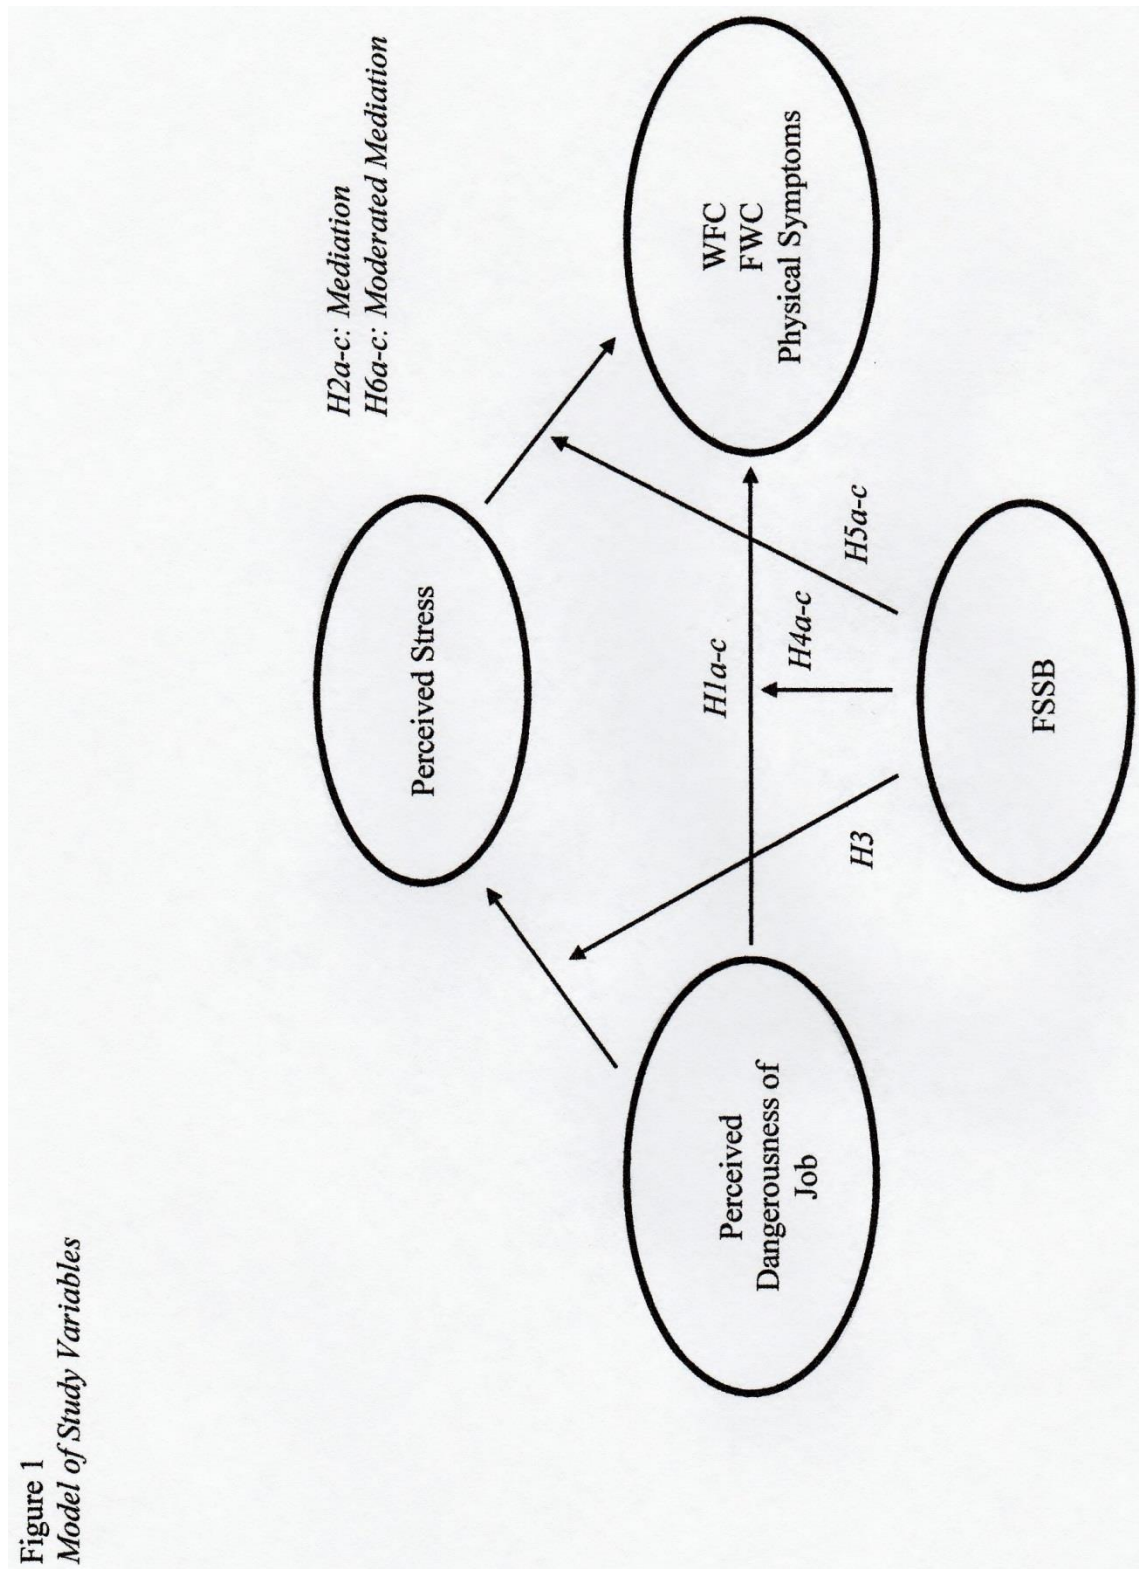 Figure 1
Model of Study Variables
H2a-c: Mediation
H6a-c: Moderated Mediation
Perceived Stress
Perceived
Dangerousness of
Job
H1a-c
WFC
FWC
Physical Symptoms
H3
H4a-c
H5a-c
FSSB